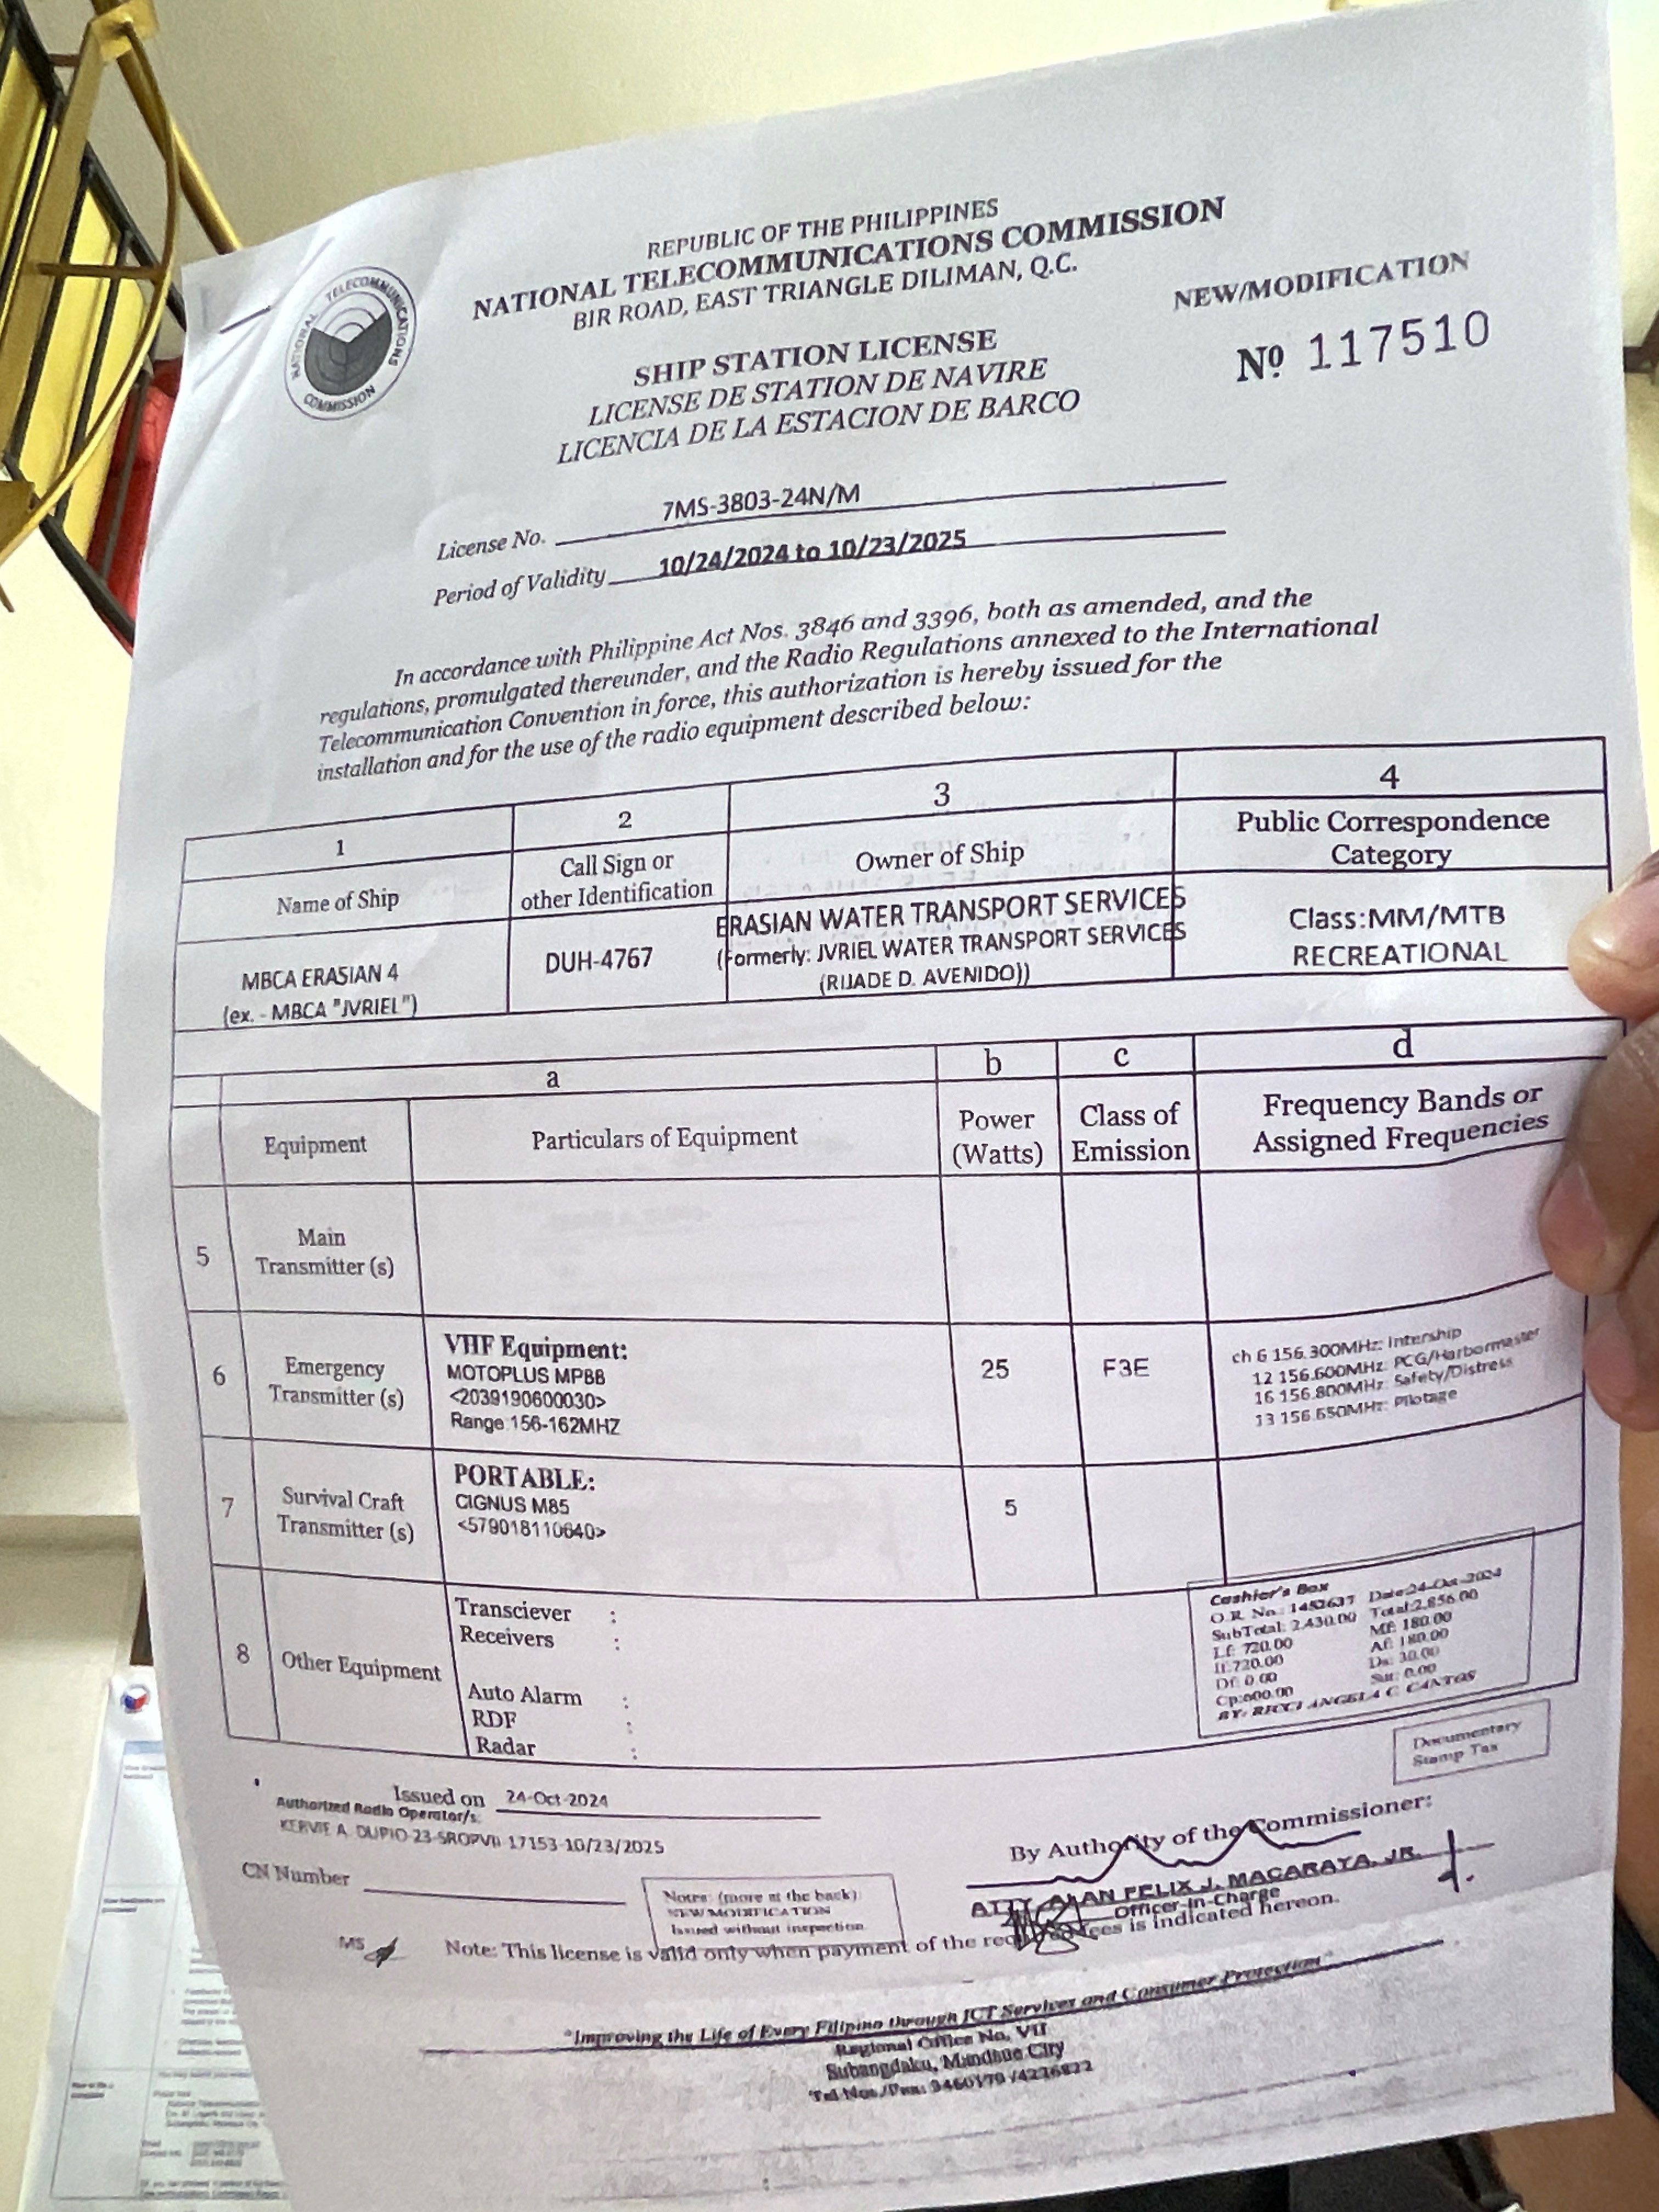 REPUBLIC OF THE PHILIPPINES
NATIONAL TELECOMMUNICATIONS COMMISSION
BIR ROAD, EAST TRIANGLE DILIMAN, Q.C.
NATIONAL TELECOMMUNICATIONS COMMISSION
NEW/MODIFICATION
Nº 117510
SHIP STATION LICENSE
LICENSE DE STATION DE NAVIRE
LICENCIA DE LA ESTACION DE BARCO
License No. 7MS-3803-24N/M
Period of Validity 10/24/2024 to 10/23/2025
In accordance with Philippine Act Nos. 3846 and 3396, both as amended, and the
regulations, promulgated thereunder, and the Radio Regulations annexed to the International
Telecommunication Convention in force, this authorization is hereby issued for the
installation and for the use of the radio equipment described below:
1 2 3 4
Name of Ship
Call Sign or
other Identification
Owner of Ship
Public Correspondence
Category
MBCA ERASIAN 4
(ex. - MBCA "JVRIEL")
DUH-4767
ERASIAN WATER TRANSPORT SERVICES
(Formerly: JVRIEL WATER TRANSPORT SERVICES
(RIJADE D. AVENIDO))
Class:MM/MTB
RECREATIONAL
a b c d
Equipment
Particulars of Equipment
Power
(Watts)
Class of
Emission
Frequency Bands or
Assigned Frequencies
5
Main
Transmitter (s)
6
Emergency
Transmitter (s)
VHF Equipment:
MOTOPLUS MP88
<2039190600030>
Range:156-162MHZ
25
F3E
ch 6 156.300MHz: Intership
12 156.600MHz: PCG/Harbormaster
16 156.800MHz: Safety/Distress
13 156.650MHz: Pilotage
7
Survival Craft
Transmitter (s)
PORTABLE:
CIGNUS M85
<579018110640>
5
8
Other Equipment
Transciever :
Receivers :
Auto Alarm :
RDF :
Radar :
Cashier's Box
O.R. No.: 1452637 Date:24-Oct-2024
SubTotal: 2,430.00 Total:2,856.00
Lf: 720.00 Mf: 180.00
If:720.00 Af: 180.00
Df: 0.00 Ds: 30.00
Cp:600.00 Sur: 0.00
BY: RICCI ANGELA C. CANTOS
Documentary
Stamp Tax
Issued on 24-Oct-2024
Authorized Radio Operator/s:
KERVIE A. DUPIO-23-SROPVII-17153-10/23/2025
CN Number
By Authority of the Commissioner:
ATTY. ALAN FELIX J. MACARAYA, JR.
Officer-In-Charge
Notes: (more at the back)
NEW/MODIFICATION
Issued without inspection
MS
Note: This license is valid only when payment of the required fees is indicated hereon.
"Improving the Life of Every Filipino through ICT Services and Consumer Protection"
Regional Office No. VII
Subangdaku, Mandaue City